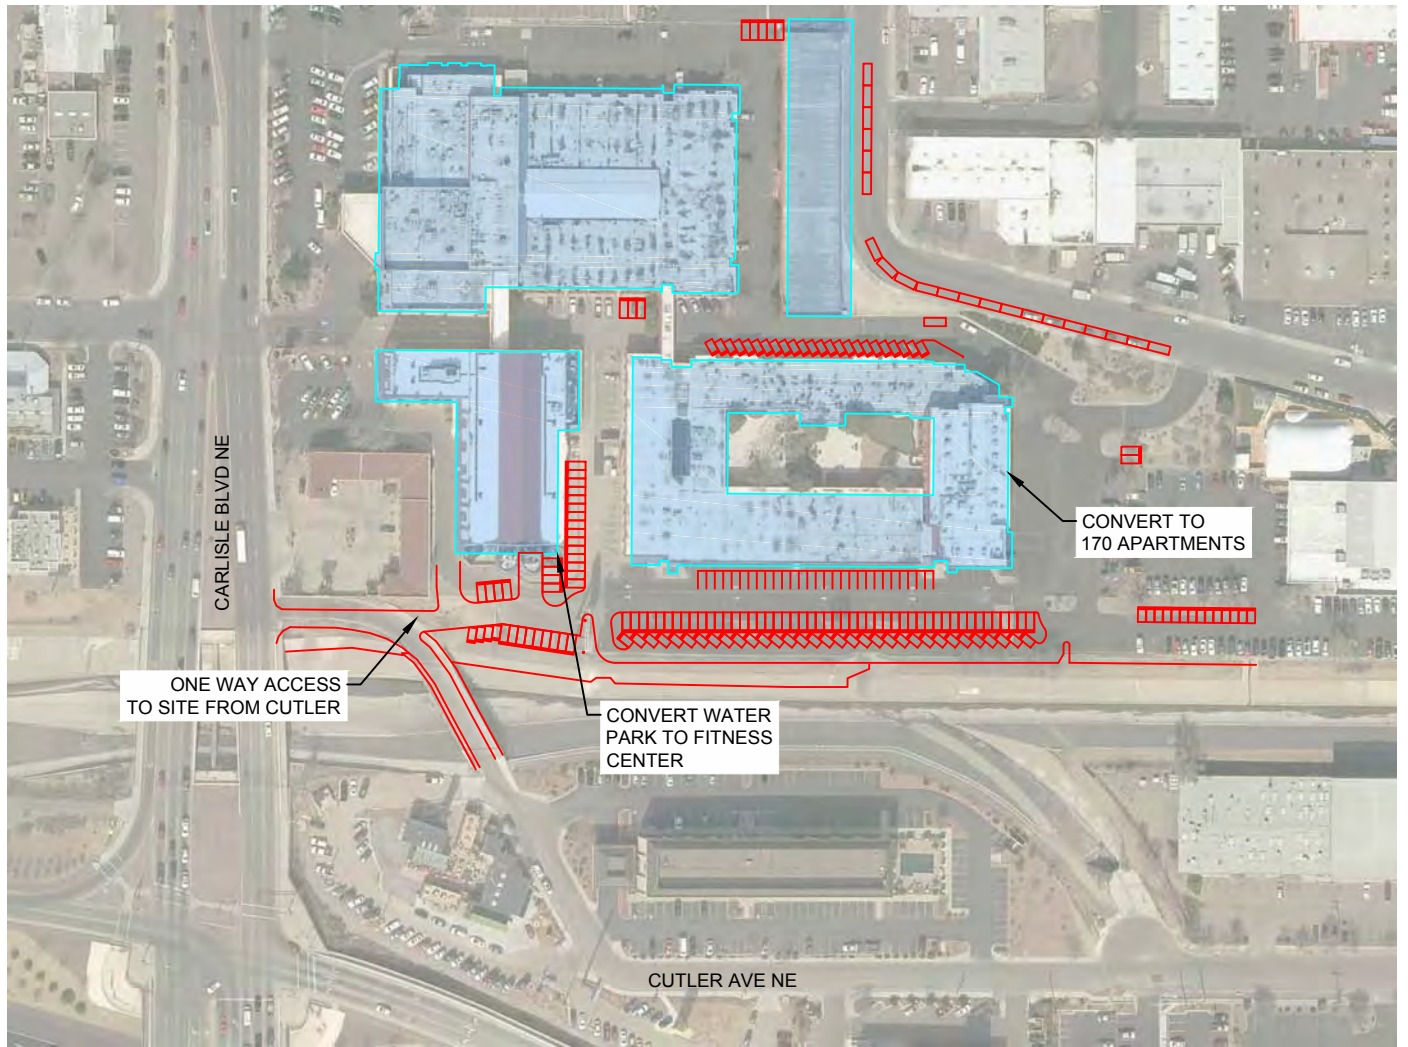 CARLISLE BLVD NE
CONVERT TO
170 APARTMENTS
ONE WAY ACCESS
TO SITE FROM CUTLER
CONVERT WATER
PARK TO FITNESS
CENTER
CUTLER AVE NE